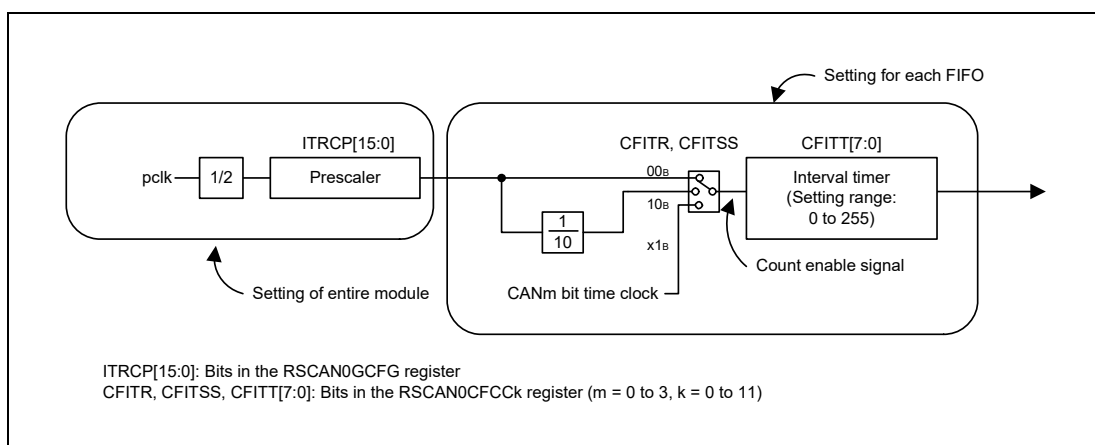 Setting for each FIFO
ITRCP[15:0]
CFITR, CFITSS
CFITT[7:0]
pclk
1/2
Prescaler
00B
10B
x1B
1
10
Interval timer
(Setting range:
0 to 255)
Count enable signal
CANm bit time clock
Setting of entire module
ITRCP[15:0]: Bits in the RSCAN0GCFG register
CFITR, CFITSS, CFITT[7:0]: Bits in the RSCAN0CFCCk register (m = 0 to 3, k = 0 to 11)